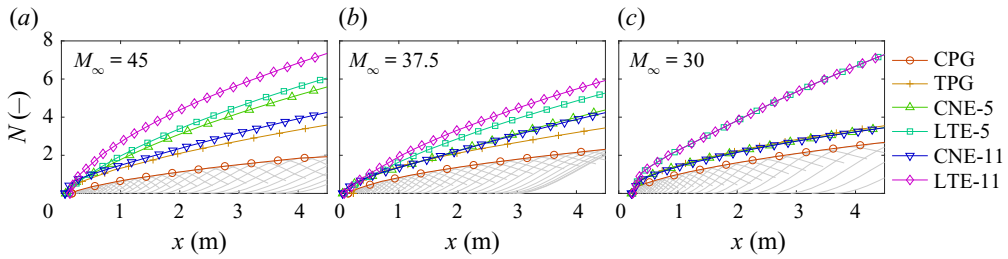 (a) (b) (c)
8
6
4
2
0
N (–)
M∞ = 45
1 2 3 4
x (m)
M∞ = 37.5
0 1 2 3 4
x (m)
M∞ = 30
0 1 2 3 4
x (m)
CPG
TPG
CNE-5
LTE-5
CNE-11
LTE-11